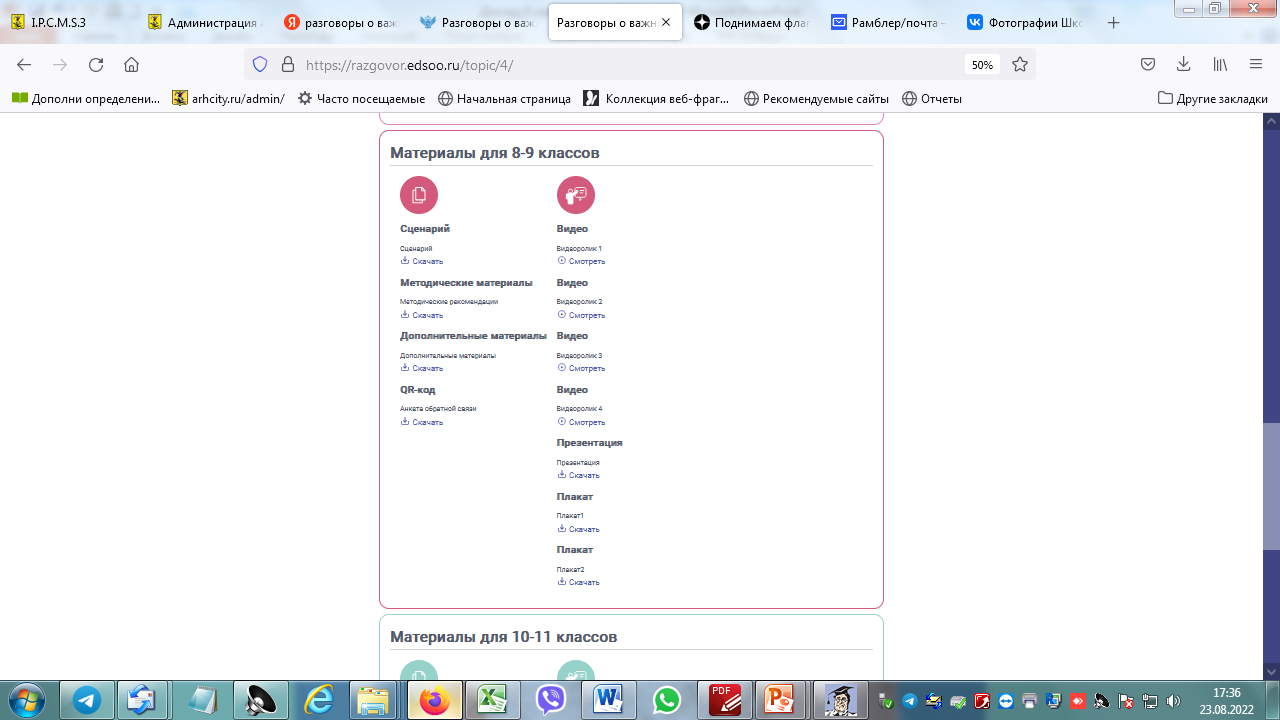 I.P.C.M.S.3
Администрация
разговоры о важ
Разговоры о важ
Разговоры о важн
Поднимаем флаг
Рамблер/почта –
Фотографии Шко
https://razgovor.edsoo.ru/topic/4/
50%
Дополни определени...
arhcity.ru/admin/
Часто посещаемые
Начальная страница
Коллекция веб-фраг...
Рекомендуемые сайты
Отчеты
Другие закладки
Материалы для 8-9 классов
Сценарий
Сценарий
Скачать
Методические материалы
Методические рекомендации
Скачать
Дополнительные материалы
Дополнительные материалы
Скачать
QR-код
Анкета обратной связи
Скачать
Видео
Видеоролик 1
Смотреть
Видео
Видеоролик 2
Смотреть
Видео
Видеоролик 3
Смотреть
Видео
Видеоролик 4
Смотреть
Презентация
Презентация
Скачать
Плакат
Плакат1
Скачать
Плакат
Плакат2
Скачать
Материалы для 10-11 классов
PDF
17:36
23.08.2022